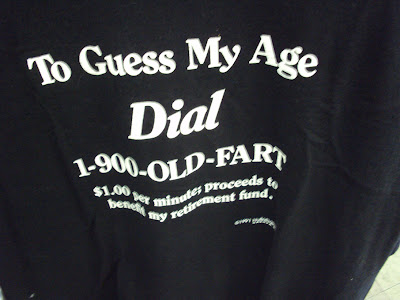 To Guess My Age
Dial
1-900-OLD-FART
$1.00 per minute; proceeds to
benefit my retirement fund.